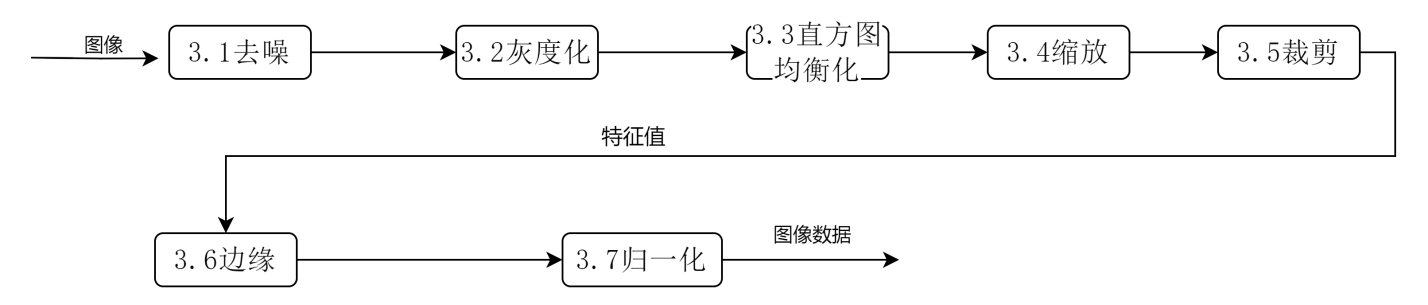 图像
3.1去噪
3.2灰度化
3.3直方图
均衡化
3.4缩放
3.5裁剪
特征值
3.6边缘
3.7归一化
图像数据